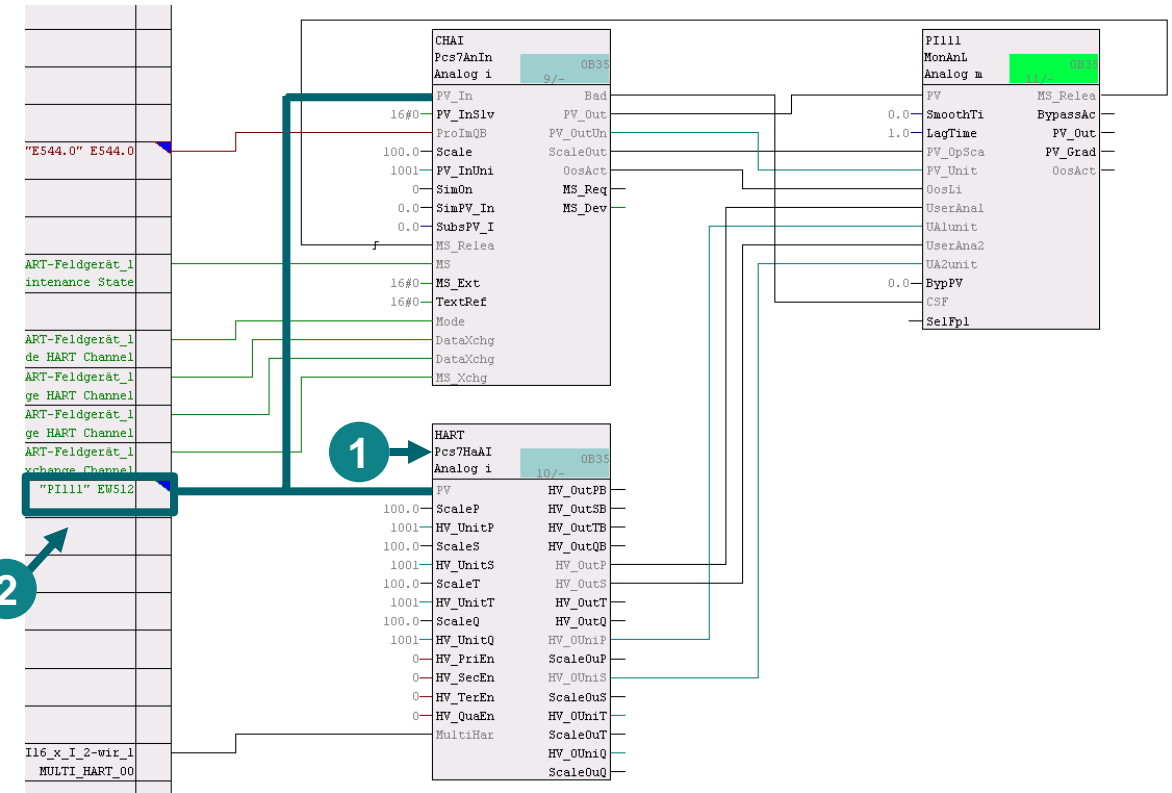 "E544.0" E544.0
ART-Feldgerät_1
intenance State
ART-Feldgerät_1
de HART Channel
ART-Feldgerät_1
ge HART Channel
ART-Feldgerät_1
ge HART Channel
ART-Feldgerät_1
xchange Channel
"PI111" EW512
2
I16_x_I_2-wir_1
MULTI_HART_00
CHAI
Pcs7AnIn
OB35
Analog i
9/-
PV_In Bad
16#0 PV_InSlv PV_Out
ProImQB PV_OutUn
100.0 Scale ScaleOut
1001 PV_InUni OosAct
0 SimOn MS_Req
0.0 SimPV_In MS_Dev
0.0 SubsPV_I
MS_Relea
MS
16#0 MS_Ext
16#0 TextRef
Mode
DataXchg
DataXchg
MS_Xchg
1
HART
Pcs7HaAI
OB35
Analog i
10/-
PV HV_OutPB
100.0 ScaleP HV_OutSB
1001 HV_UnitP HV_OutTB
100.0 ScaleS HV_OutQB
1001 HV_UnitS HV_OutP
100.0 ScaleT HV_OutS
1001 HV_UnitT HV_OutT
100.0 ScaleQ HV_OutQ
1001 HV_UnitQ HV_OUniP
0 HV_PriEn ScaleOuP
0 HV_SecEn HV_OUniS
0 HV_TerEn ScaleOuS
0 HV_QuaEn HV_OUniT
MultiHar ScaleOuT
HV_OUniQ
ScaleOuQ
PI111
MonAnL
OB35
Analog m
11/-
PV MS_Relea
0.0 SmoothTi BypassAc
1.0 LagTime PV_Out
PV_OpSca PV_Grad
PV_Unit OosAct
OosLi
UserAna1
UA1unit
UserAna2
UA2unit
0.0 BypPV
CSF
SelFp1